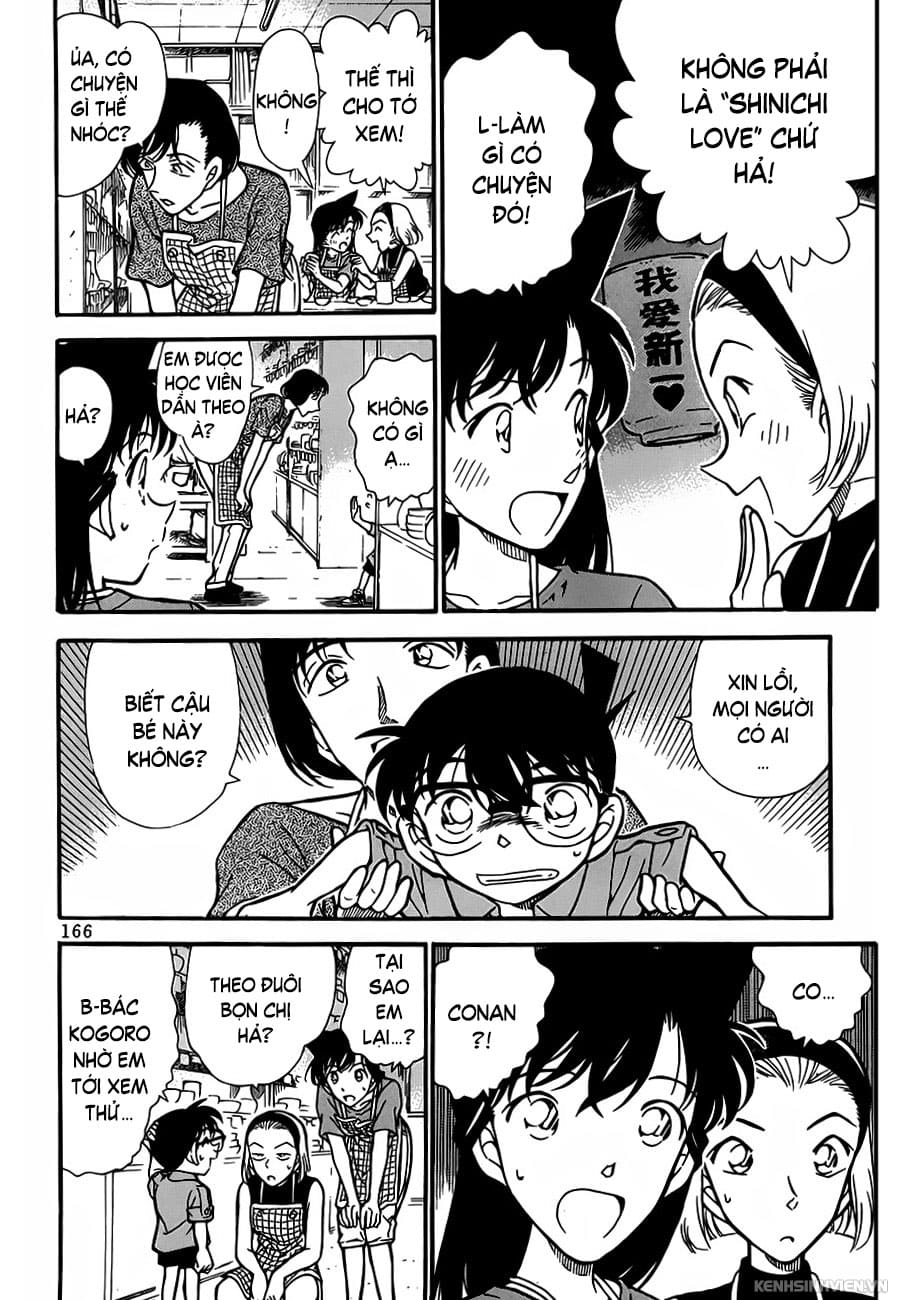 KHÔNG PHẢI
LÀ "SHINICHI
LOVE" CHỨ
HẢ!
L-LÀM
GÌ CÓ
CHUYỆN
ĐÓ!
我爱新一♥
THẾ THÌ
CHO TỚ
XEM!
KHÔNG
!
ỦA, CÓ
CHUYỆN
GÌ THẾ
NHÓC?
KHÔNG
CÓ GÌ
Ạ...
EM ĐƯỢC
HỌC VIÊN
DẪN THEO
À?
HẢ?
XIN LỖI,
MỌI NGƯỜI
CÓ AI
...
BIẾT CẬU
BÉ NÀY
KHÔNG?
166
CO...
CONAN
?!
TẠI
SAO
EM
LẠI...?
THEO ĐUÔI
BỌN CHỊ
HẢ?
B-BÁC
KOGORO
NHỜ EM
TỚI XEM
THỬ...
KENHSINHVIEN.VN